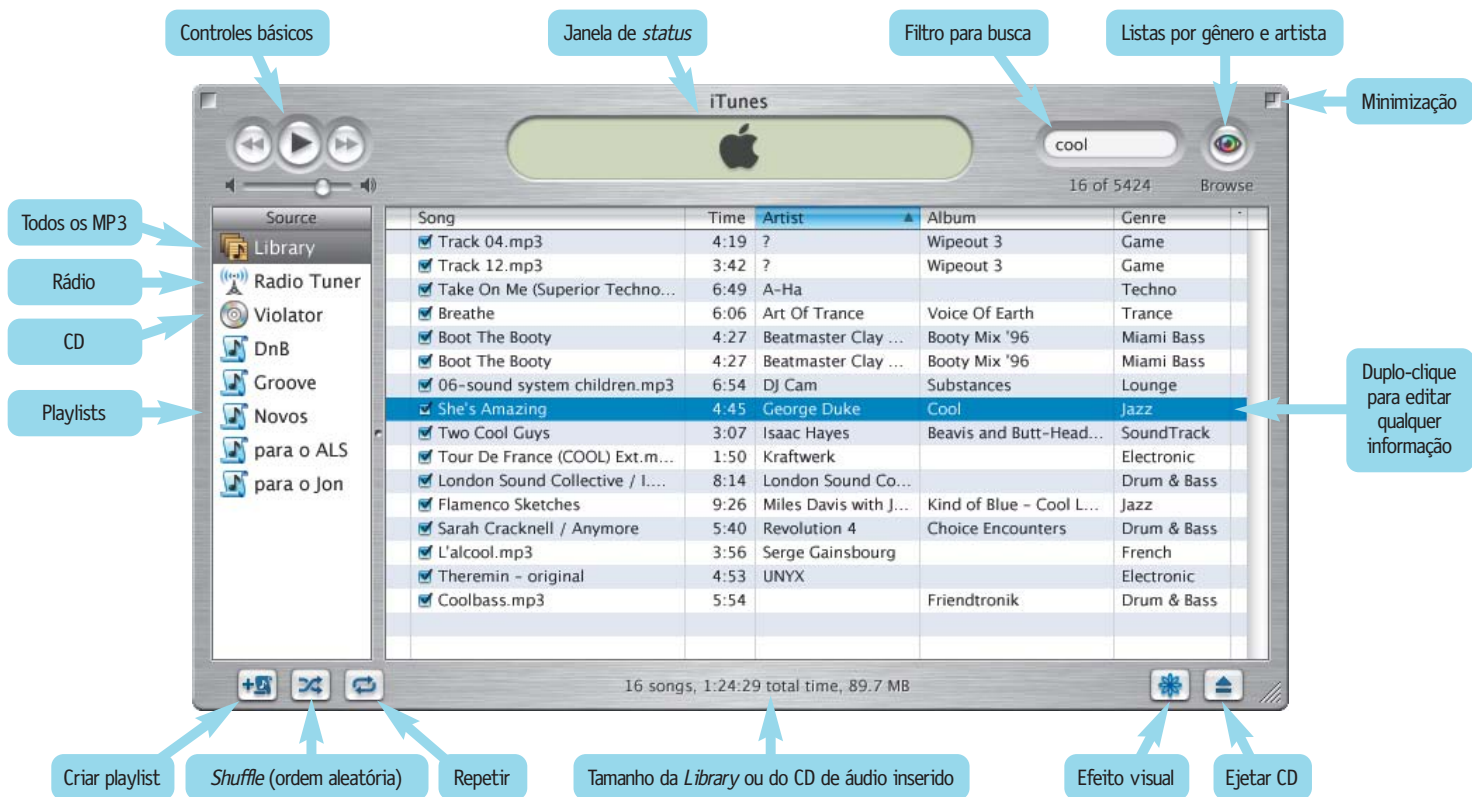 Controles básicos
Janela de status
Filtro para busca
Listas por gênero e artista
iTunes
Minimização
cool
16 of 5424
Browse
Todos os MP3
Rádio
CD
Playlists
Source
Library
Radio Tuner
Violator
DnB
Groove
Novos
para o ALS
para o Jon
Song Time Artist Album Genre
Track 04.mp3 4:19 ? Wipeout 3 Game
Track 12.mp3 3:42 ? Wipeout 3 Game
Take On Me (Superior Techno... 6:49 A-Ha Techno
Breathe 6:06 Art Of Trance Voice Of Earth Trance
Boot The Booty 4:27 Beatmaster Clay ... Booty Mix '96 Miami Bass
Boot The Booty 4:27 Beatmaster Clay ... Booty Mix '96 Miami Bass
06-sound system children.mp3 6:54 DJ Cam Substances Lounge
She's Amazing 4:45 George Duke Cool Jazz
Two Cool Guys 3:07 Isaac Hayes Beavis and Butt-Head... SoundTrack
Tour De France (COOL) Ext.m... 1:50 Kraftwerk Electronic
London Sound Collective / I.... 8:14 London Sound Co... Drum & Bass
Flamenco Sketches 9:26 Miles Davis with J... Kind of Blue - Cool L... Jazz
Sarah Cracknell / Anymore 5:40 Revolution 4 Choice Encounters Drum & Bass
L'alcool.mp3 3:56 Serge Gainsbourg French
Theremin - original 4:53 UNYX Electronic
Coolbass.mp3 5:54 Friendtronik Drum & Bass
Duplo-clique
para editar
qualquer
informação
16 songs, 1:24:29 total time, 89.7 MB
Criar playlist
Shuffle (ordem aleatória)
Repetir
Tamanho da Library ou do CD de áudio inserido
Efeito visual
Ejetar CD